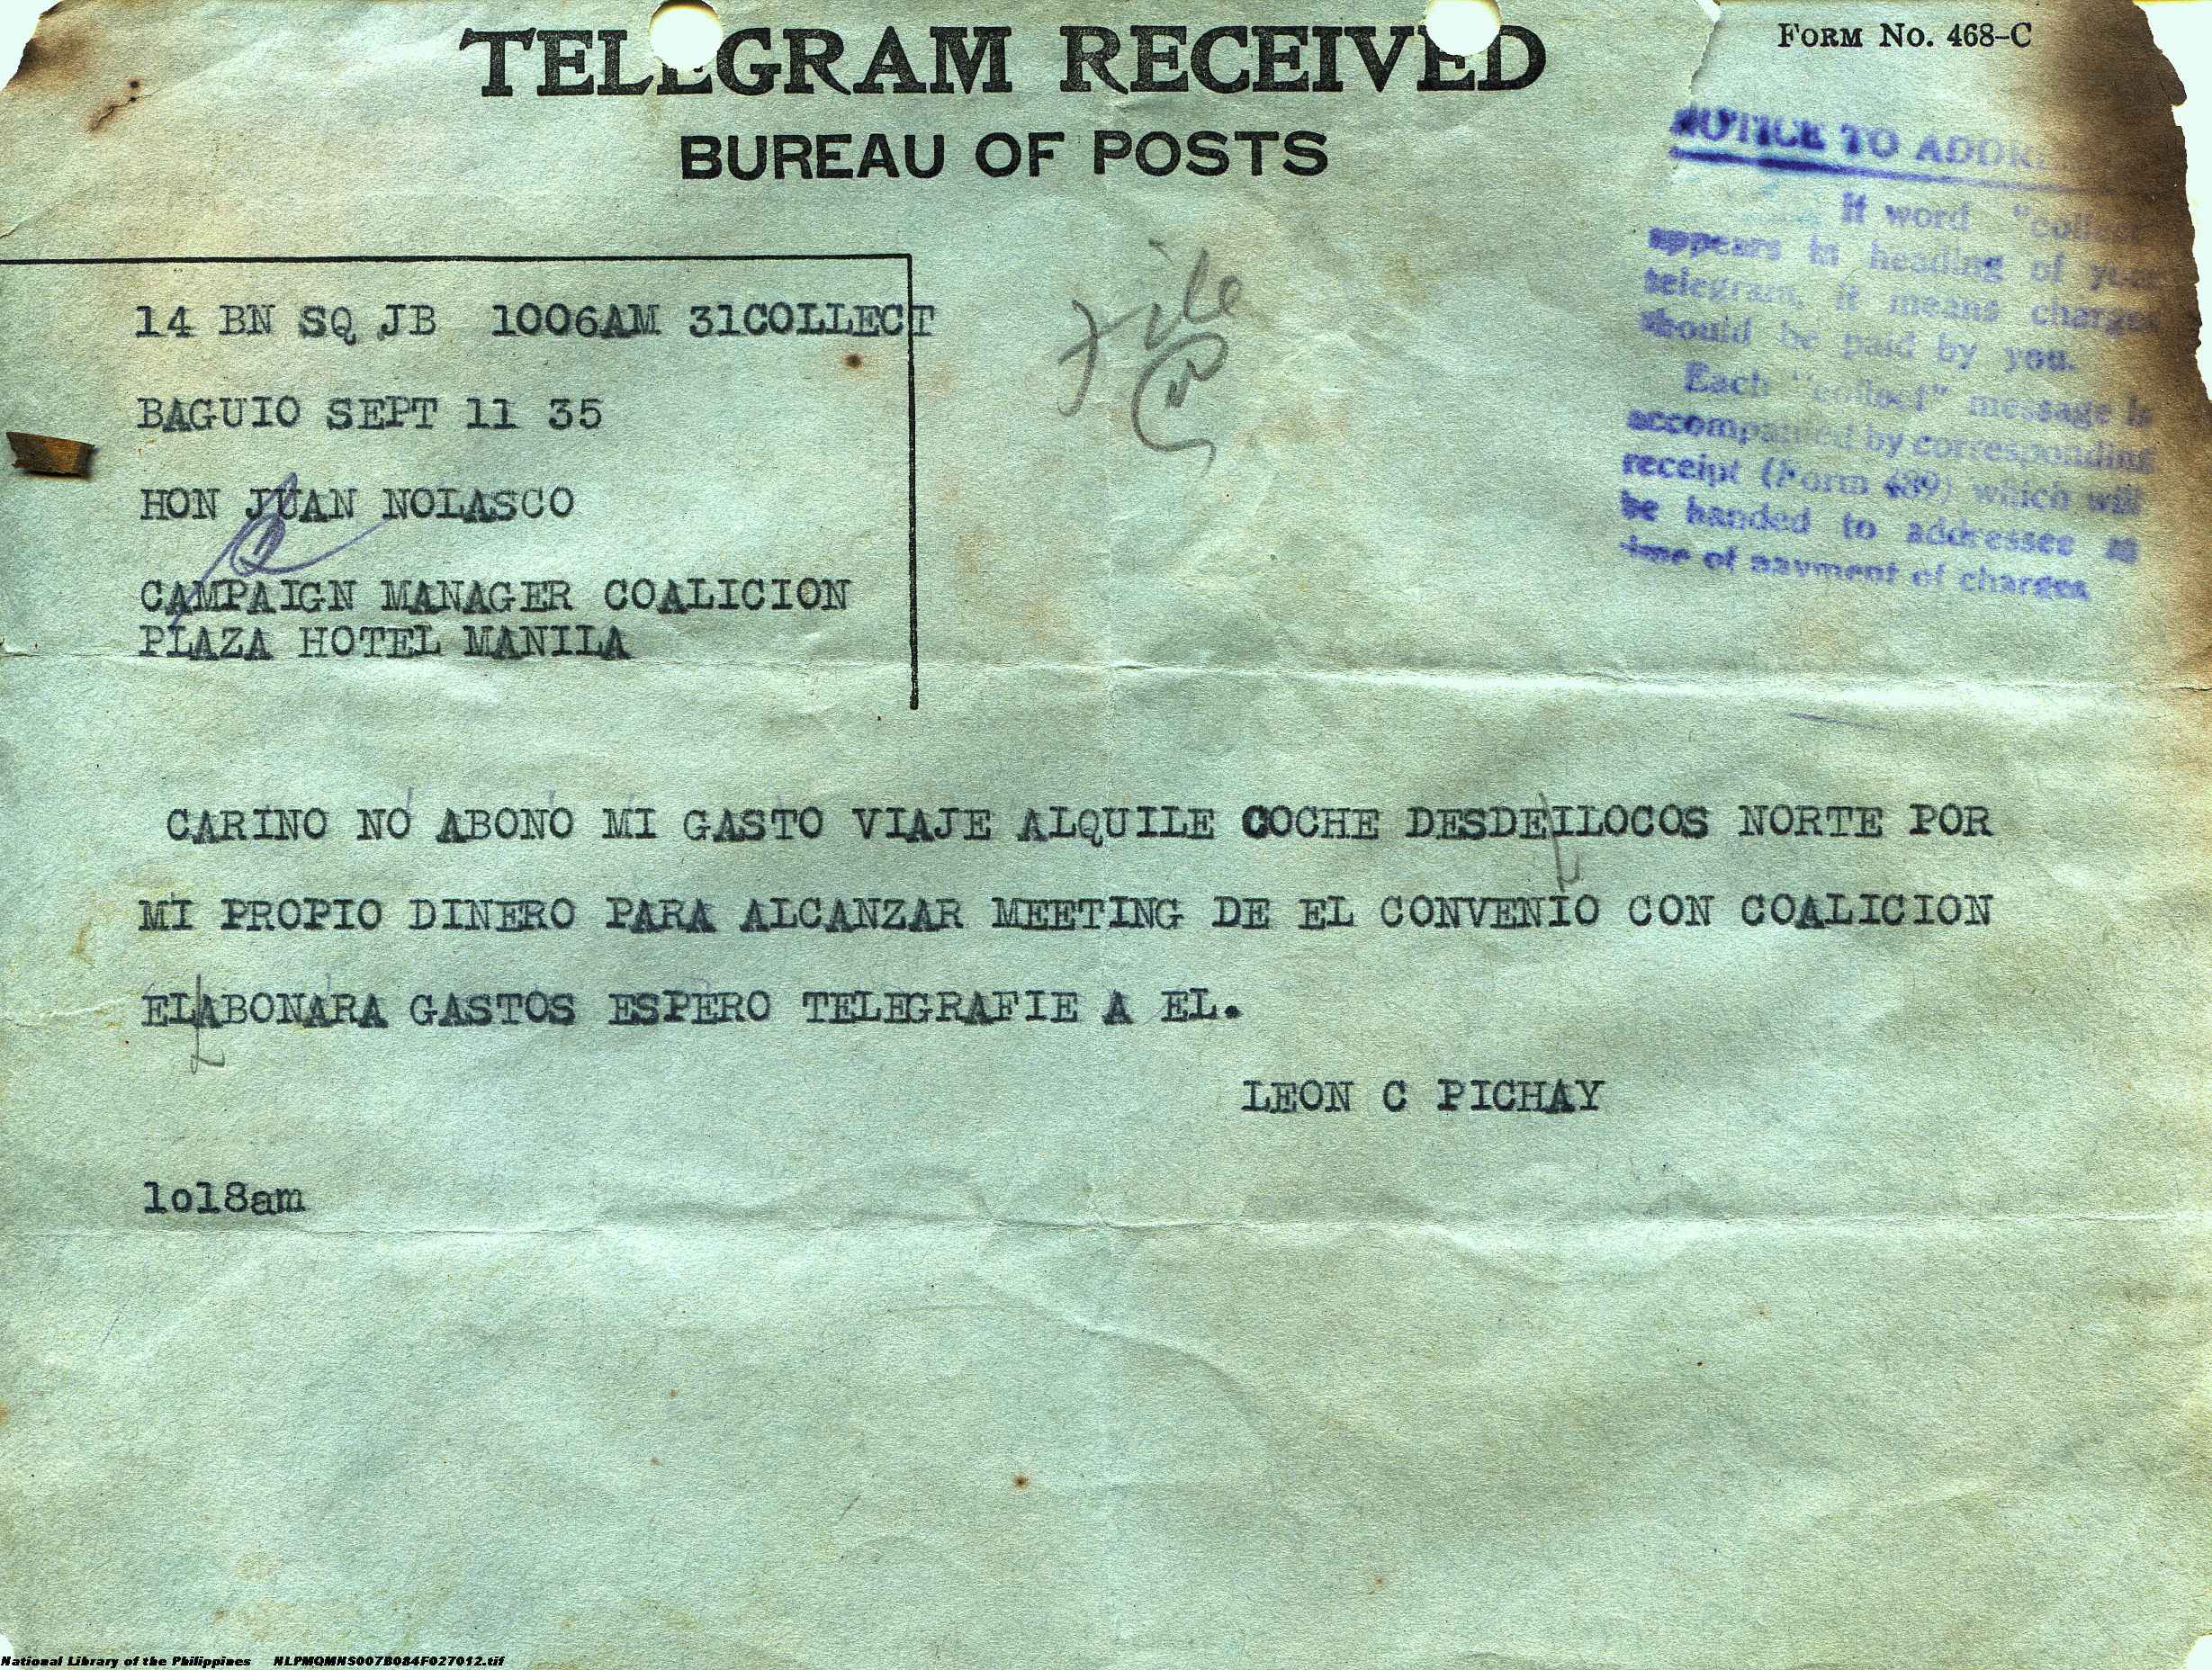 TELEGRAM RECEIVED
BUREAU OF POSTS
FORM No. 468-C
NOTICE TO
If word "collect"
appears in heading of your
telegram, it means charges
should be paid by you.
Each "collect" message is
accompanied by corresponding
receipt (Form 489) which will
be handed to addressee at
time of payment of charges
14 BN SQ JB 1006AM 31COLLECT
BAGUIO SEPT 11 35
HON JUAN NOLASCO
CAMPAIGN MANAGER COALICION
PLAZA HOTEL MANILA
File
CARINO NO ABONO MI GASTO VIAJE ALQUILE COCHE DESDEILOCOS NORTE POR
MI PROPIO DINERO PARA ALCANZAR MEETING DE EL CONVENIO CON COALICION
ELABONARA GASTOS ESPERO TELEGRAFIE A EL.
LEON C PICHAY
1018am
National Library of the Philippines NLPMQMNS007B084F027012.tif